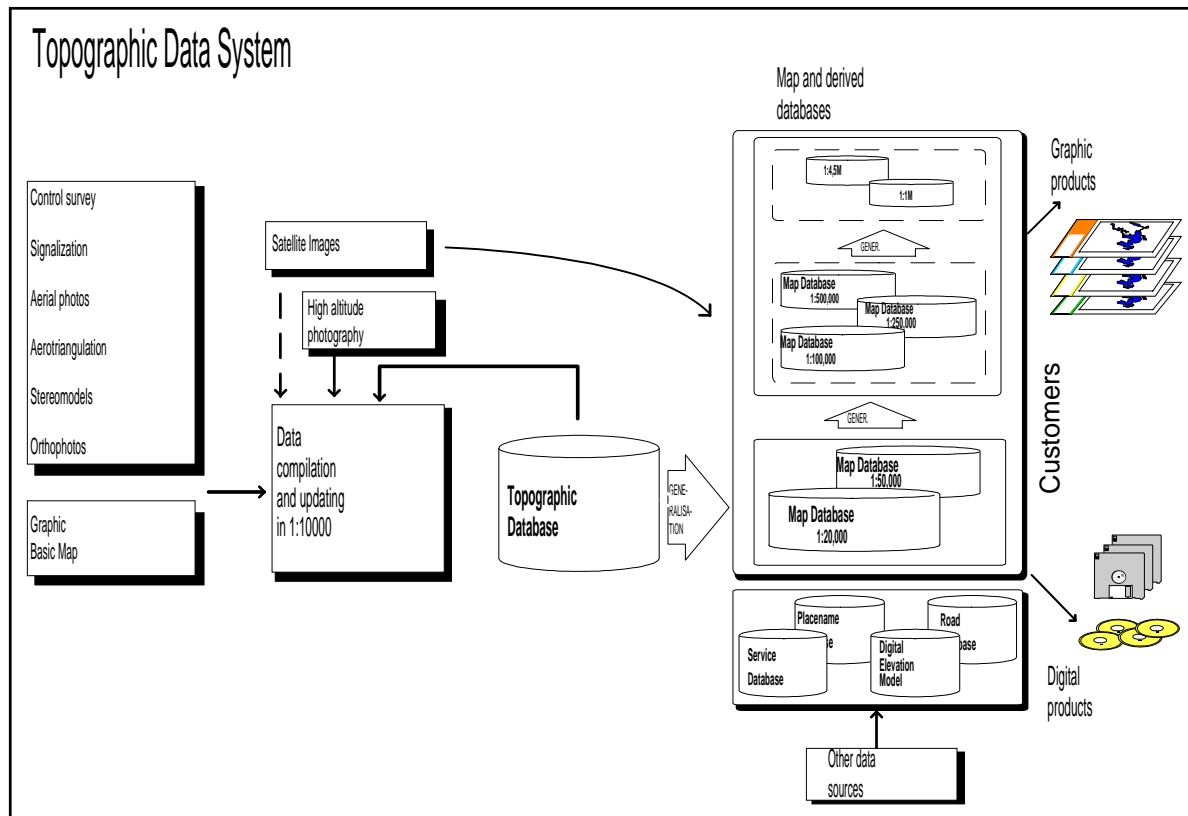 Topographic Data System
Map and derived
databases
Graphic
products
Control survey
Signalization
Aerial photos
Aerotriangulation
Stereomodels
Orthophotos
Graphic
Basic Map
Satellite Images
High altitude
photography
Data
compilation
and updating
in 1:10000
Topographic
Database
GENE-
RALISA-
TION
1:4,5M
1:1M
GENER.
Map Database
1:500,000
Map Database
1:250,000
Map Database
1:100,000
GENER.
Map Database
1:50.000
Map Database
1:20,000
Customers
Placename
Road
Service
Database
Digital
Elevation
Model
Digital
products
Other data
sources